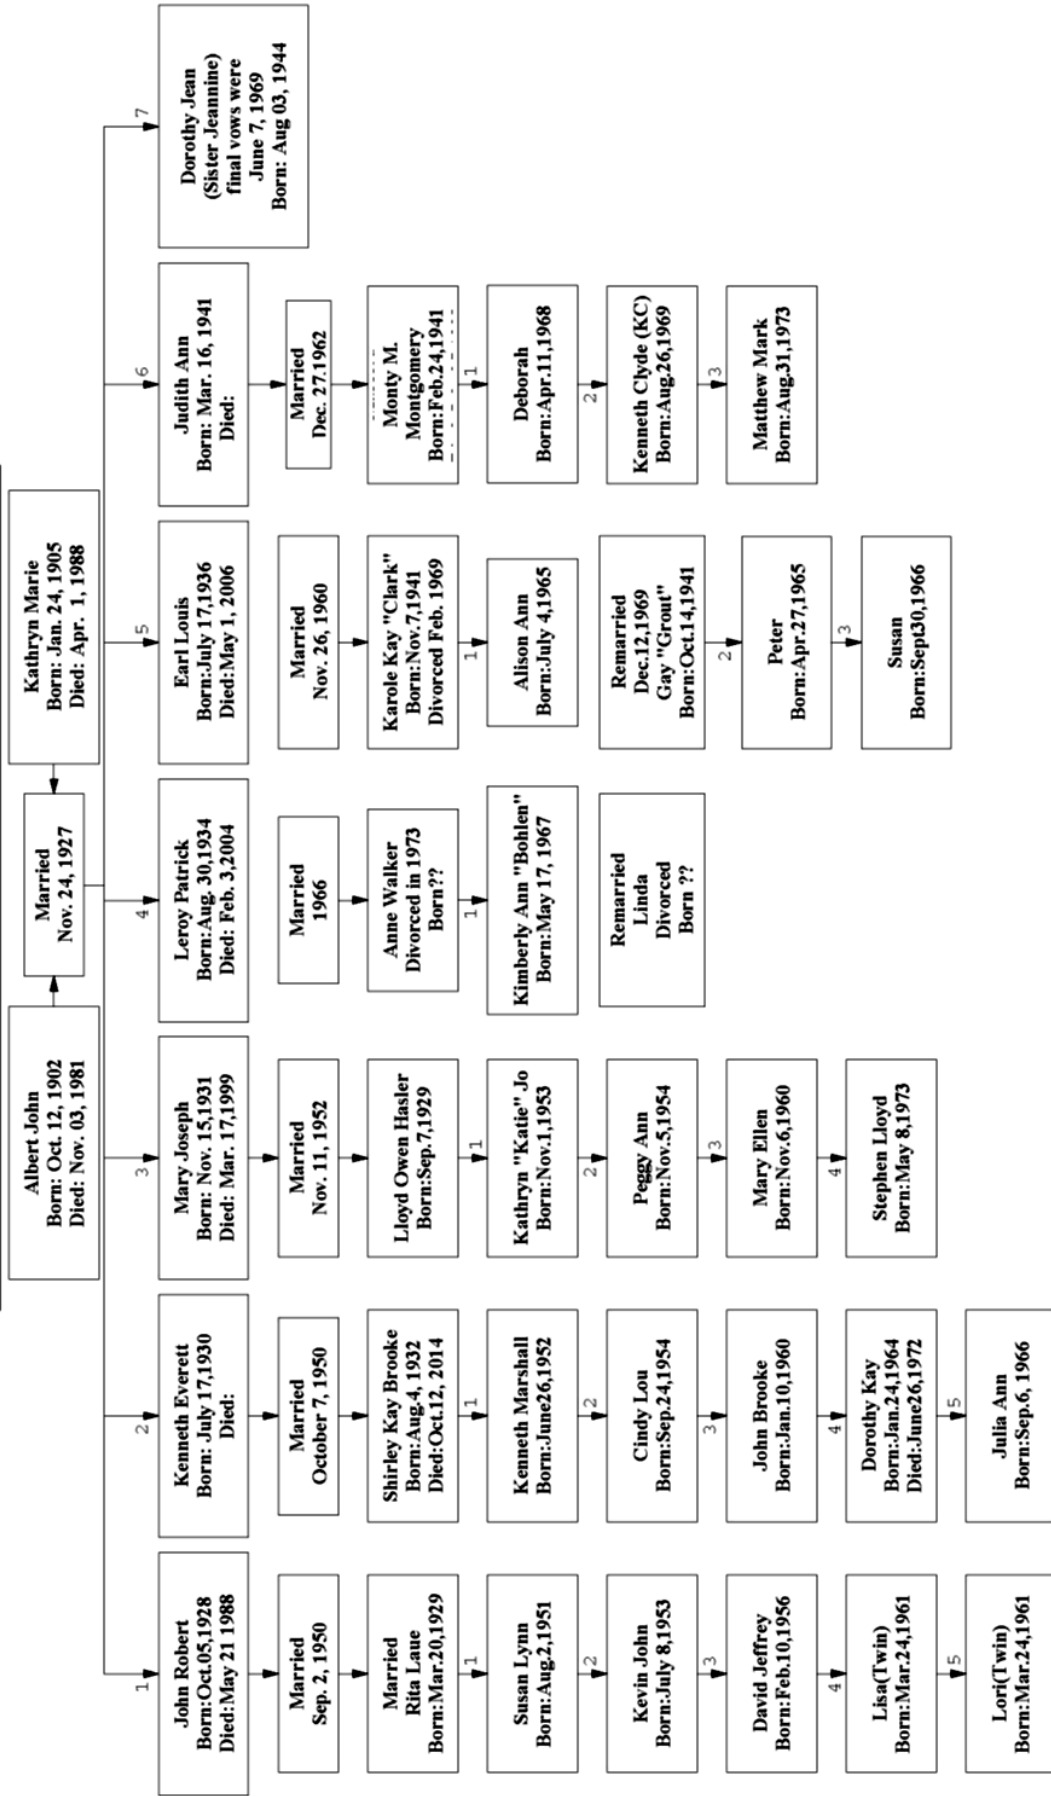 Albert John
Born: Oct. 12, 1902
Died: Nov. 03, 1981
Married
Nov. 24, 1927
Kathryn Marie
Born: Jan. 24, 1905
Died: Apr. 1, 1988
1
John Robert
Born:Oct.05,1928
Died:May 21 1988
Married
Sep. 2, 1950
Married
Rita Laue
Born:Mar.20,1929
1
Susan Lynn
Born:Aug.2,1951
2
Kevin John
Born:July 8,1953
3
David Jeffrey
Born:Feb.10,1956
4
Lisa(Twin)
Born:Mar.24,1961
5
Lori(Twin)
Born:Mar.24,1961
2
Kenneth Everett
Born: July 17,1930
Died:
Married
October 7, 1950
Shirley Kay Brooke
Born:Aug.4, 1932
Died:Oct.12, 2014
1
Kenneth Marshall
Born:June26,1952
2
Cindy Lou
Born:Sep.24,1954
3
John Brooke
Born:Jan.10,1960
4
Dorothy Kay
Born:Jan.24,1964
Died:June26,1972
5
Julia Ann
Born:Sep.6, 1966
3
Mary Joseph
Born: Nov. 15,1931
Died: Mar. 17,1999
Married
Nov. 11, 1952
Lloyd Owen Hasler
Born:Sep.7,1929
1
Kathryn "Katie" Jo
Born:Nov.1,1953
2
Peggy Ann
Born:Nov.5,1954
3
Mary Ellen
Born:Nov.6,1960
4
Stephen Lloyd
Born:May 8,1973
4
Leroy Patrick
Born:Aug. 30,1934
Died: Feb. 3,2004
Married
1966
Anne Walker
Divorced in 1973
Born??
1
Kimberly Ann "Bohlen"
Born:May 17, 1967
Remarried
Linda
Divorced
Born ??
5
Earl Louis
Born:July 17,1936
Died:May 1, 2006
Married
Nov. 26, 1960
Karole Kay "Clark"
Born:Nov.7,1941
Divorced Feb. 1969
1
Alison Ann
Born:July 4,1965
Remarried
Dec.12,1969
Gay "Grout"
Born:Oct.14,1941
2
Peter
Born:Apr.27,1965
3
Susan
Born:Sept30,1966
6
Judith Ann
Born: Mar. 16, 1941
Died:
Married
Dec. 27.1962
Monty M.
Montgomery
Born:Feb.24,1941
1
Deborah
Born:Apr.11,1968
2
Kenneth Clyde (KC)
Born:Aug.26,1969
3
Matthew Mark
Born:Aug.31,1973
7
Dorothy Jean
(Sister Jeannine)
final vows were
June 7, 1969
Born: Aug 03, 1944